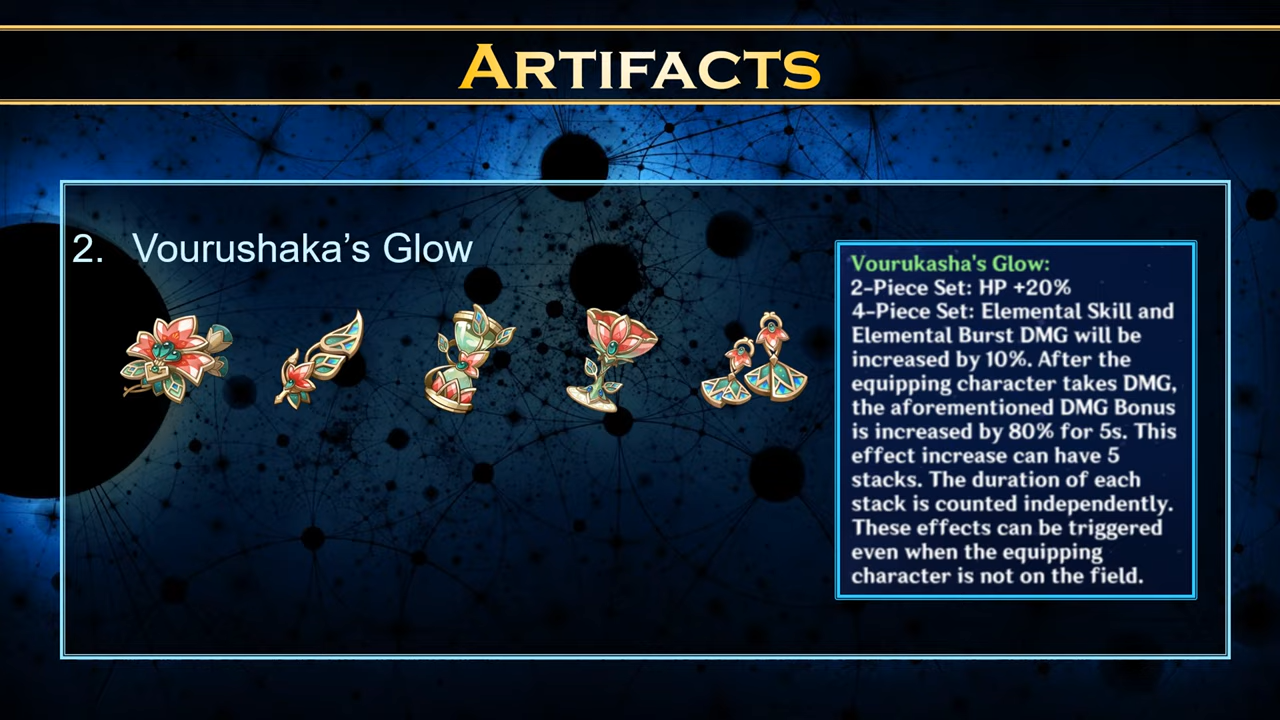 ARTIFACTS
2. Vourushaka’s Glow
Vourukasha's Glow:
2-Piece Set: HP +20%
4-Piece Set: Elemental Skill and
Elemental Burst DMG will be
increased by 10%. After the
equipping character takes DMG,
the aforementioned DMG Bonus
is increased by 80% for 5s. This
effect increase can have 5
stacks. The duration of each
stack is counted independently.
These effects can be triggered
even when the equipping
character is not on the field.